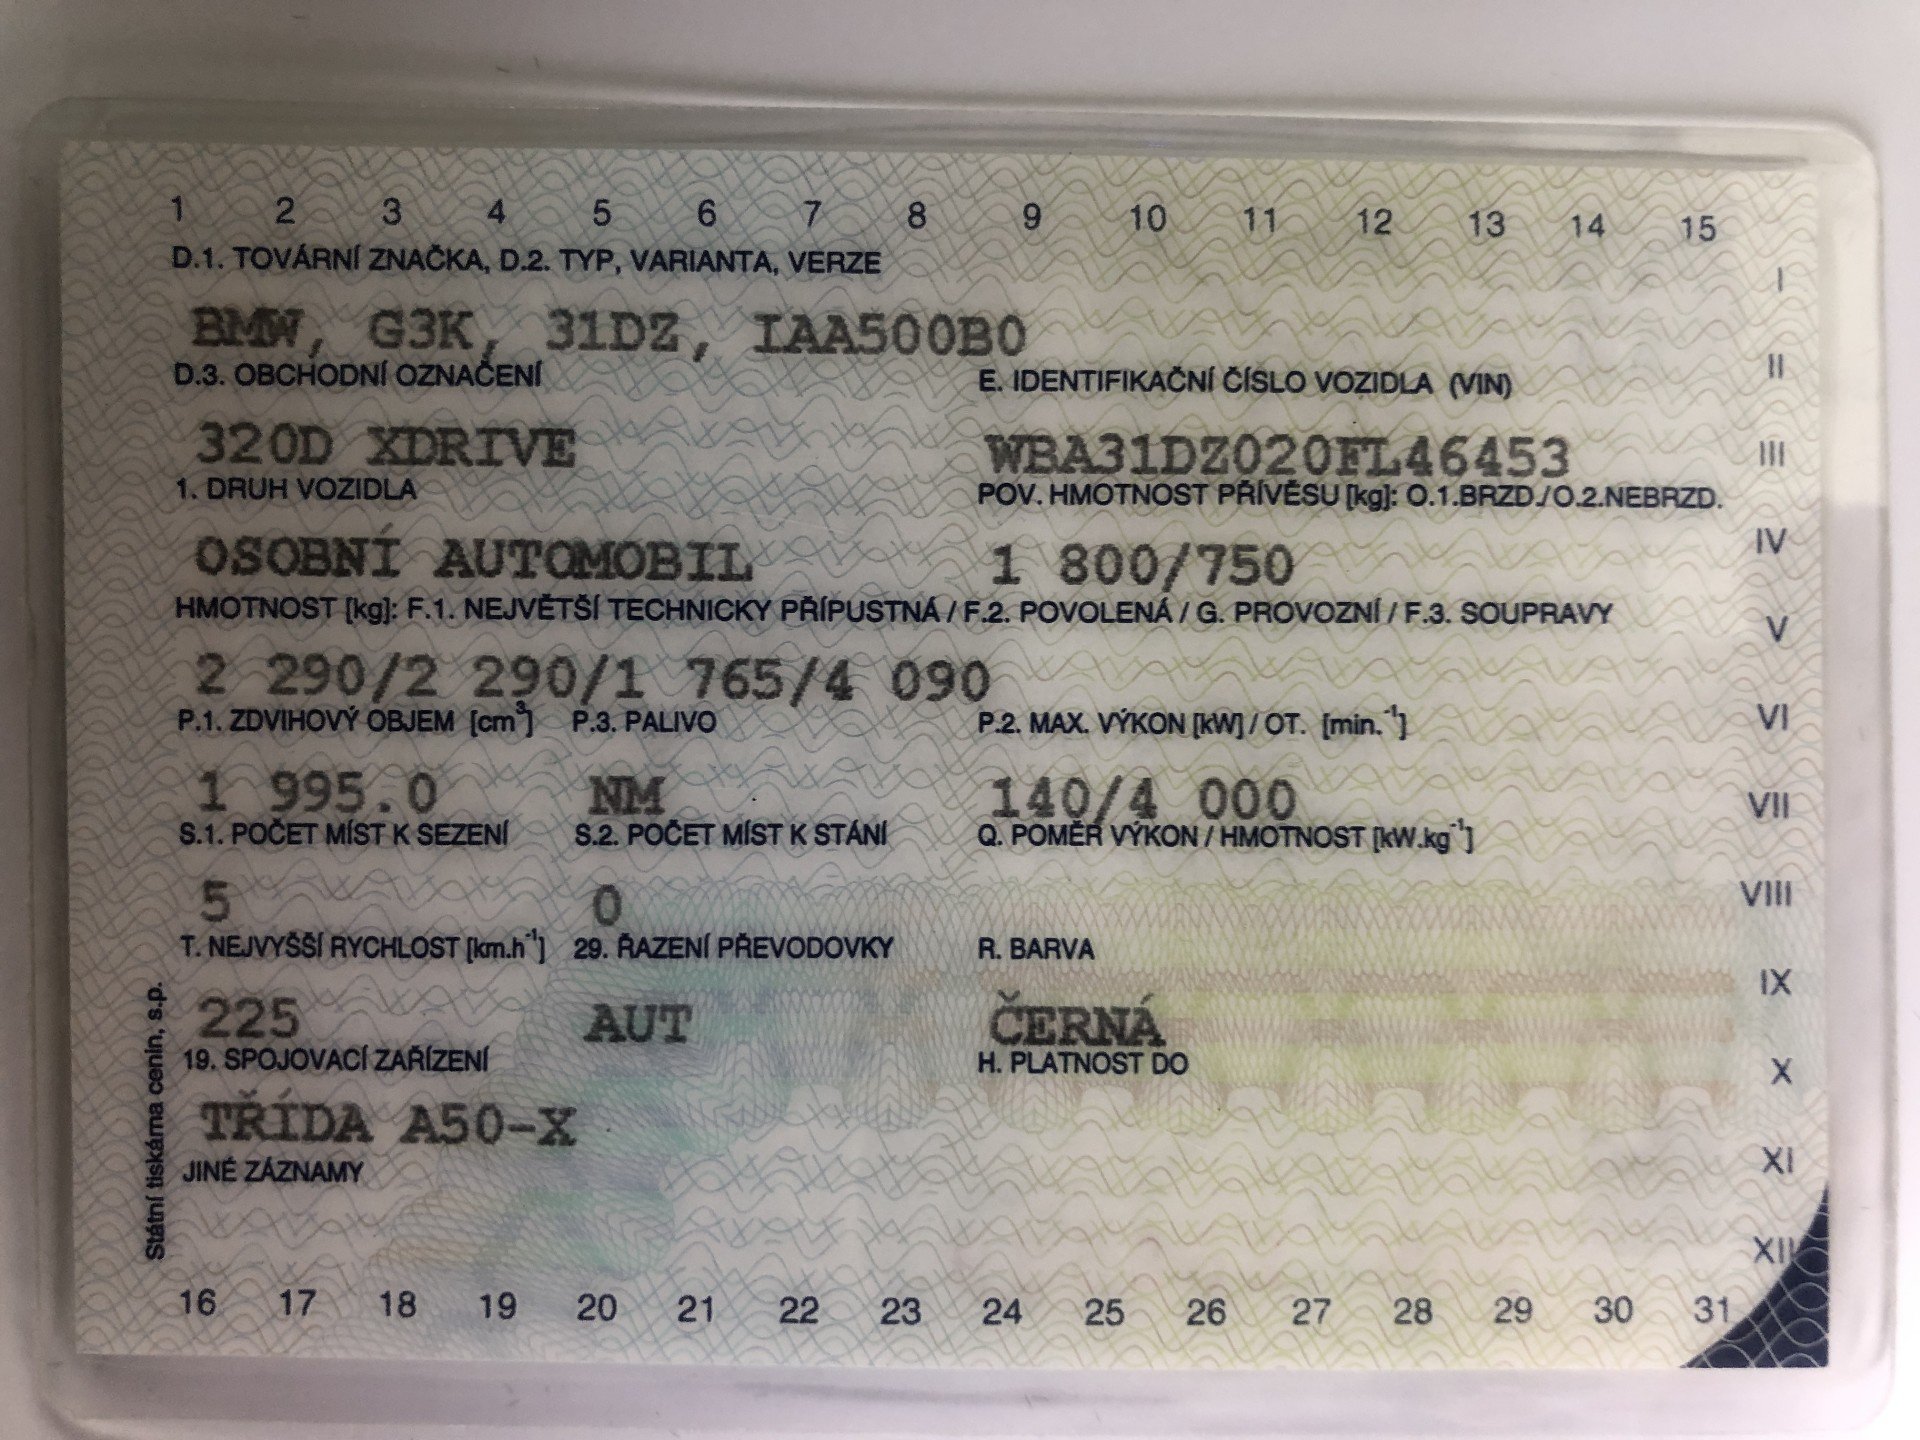 1 2 3 4 5 6 7 8 9 10 11 12 13 14 15
D.1. TOVÁRNÍ ZNAČKA, D.2. TYP, VARIANTA, VERZE
I
BMW, G3K, 31DZ, IAA500B0
D.3. OBCHODNÍ OZNAČENÍ E. IDENTIFIKAČNÍ ČÍSLO VOZIDLA (VIN)
II
320D XDRIVE WBA31DZ020FL46453
III
1. DRUH VOZIDLA POV. HMOTNOST PŘÍVĚSU [kg]: O.1.BRZD./O.2.NEBRZD.
OSOBNÍ AUTOMOBIL 1 800/750
IV
HMOTNOST [kg]: F.1. NEJVĚTŠÍ TECHNICKY PŘÍPUSTNÁ / F.2. POVOLENÁ / G. PROVOZNÍ / F.3. SOUPRAVY
V
2 290/2 290/1 765/4 090
P.1. ZDVIHOVÝ OBJEM [cm³] P.3. PALIVO P.2. MAX. VÝKON [kW] / OT. [min.⁻¹]
VI
1 995.0 NM 140/4 000
VII
S.1. POČET MÍST K SEZENÍ S.2. POČET MÍST K STÁNÍ Q. POMĚR VÝKON / HMOTNOST [kW.kg⁻¹]
5 0
VIII
T. NEJVYŠŠÍ RYCHLOST [km.h⁻¹] 29. ŘAZENÍ PŘEVODOVKY R. BARVA
IX
225 AUT ČERNÁ
19. SPOJOVACÍ ZAŘÍZENÍ H. PLATNOST DO
X
TŘÍDA A50-X
JINÉ ZÁZNAMY
XI
XII
Státní tiskárna cenin, s.p.
16 17 18 19 20 21 22 23 24 25 26 27 28 29 30 31